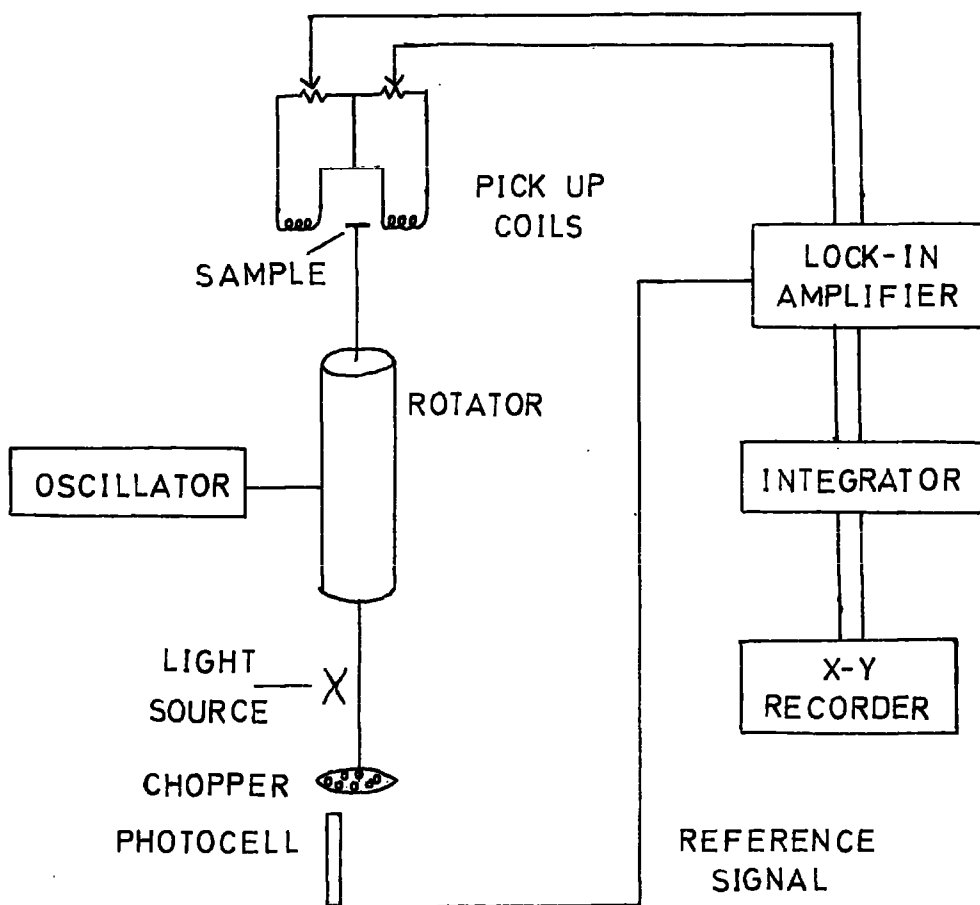 PICK UP
COILS
SAMPLE
LOCK-IN
AMPLIFIER
ROTATOR
OSCILLATOR
INTEGRATOR
LIGHT
SOURCE
X-Y
RECORDER
CHOPPER
PHOTOCELL
REFERENCE
SIGNAL